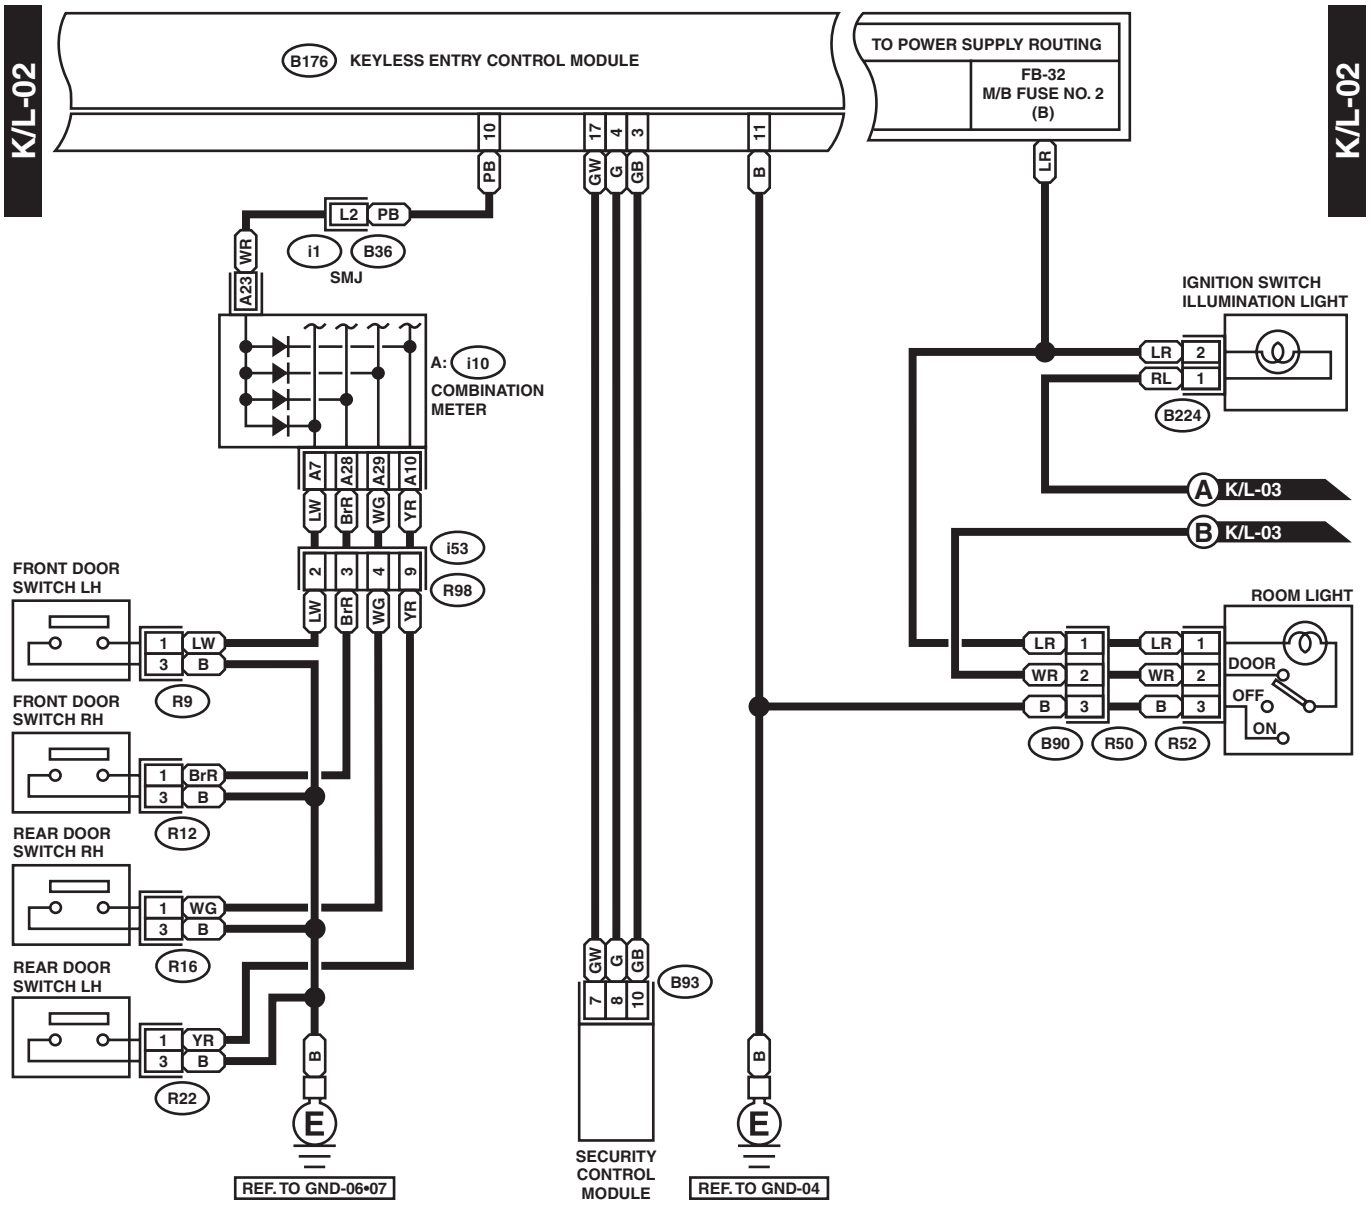 K/L-02
K/L-02
B176 KEYLESS ENTRY CONTROL MODULE
TO POWER SUPPLY ROUTING
FB-32
M/B FUSE NO. 2
(B)
10 17 4 3 11
PB GW G GB B LR
L2 PB
i1 B36
SMJ
WR
A23
A: i10
COMBINATION
METER
A7 A28 A29 A10
LW BrR WG YR
i53
2 3 4 9
R98
LW BrR WG YR
IGNITION SWITCH
ILLUMINATION LIGHT
LR 2
RL 1
B224
A K/L-03
B K/L-03
FRONT DOOR
SWITCH LH
1 LW
3 B
R9
FRONT DOOR
SWITCH RH
1 BrR
3 B
R12
REAR DOOR
SWITCH RH
1 WG
3 B
R16
REAR DOOR
SWITCH LH
1 YR
3 B
R22
ROOM LIGHT
LR 1 LR 1
WR 2 WR 2
B 3 B 3
DOOR
OFF
ON
B90 R50 R52
GW G GB
B93
7 8 10
SECURITY
CONTROL
MODULE
B
E
REF. TO GND-06•07
B
E
REF. TO GND-04